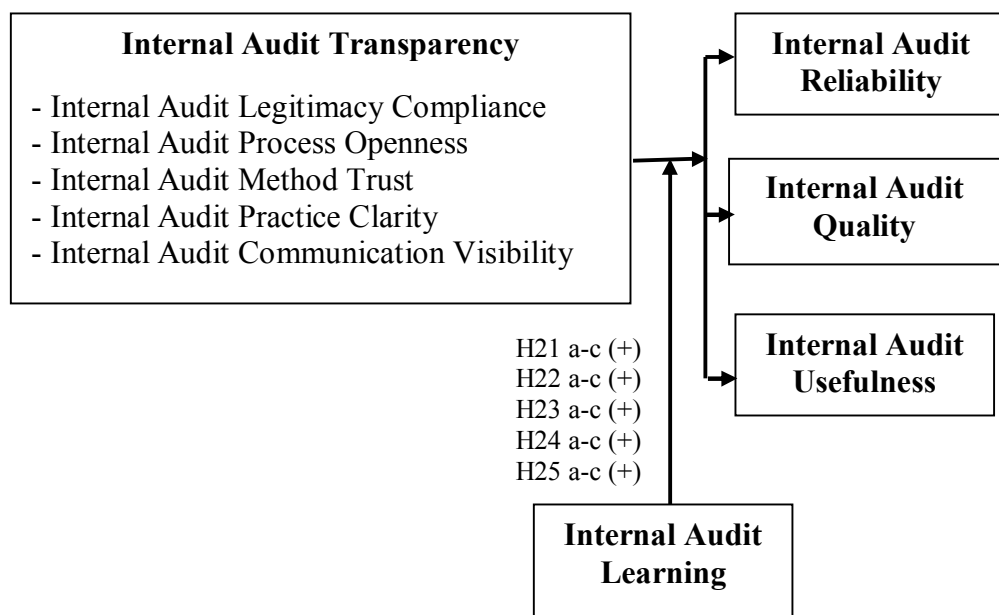 Internal Audit Transparency
- Internal Audit Legitimacy Compliance
- Internal Audit Process Openness
- Internal Audit Method Trust
- Internal Audit Practice Clarity
- Internal Audit Communication Visibility
Internal Audit
Reliability
Internal Audit
Quality
Internal Audit
Usefulness
H21 a-c (+)
H22 a-c (+)
H23 a-c (+)
H24 a-c (+)
H25 a-c (+)
Internal Audit
Learning